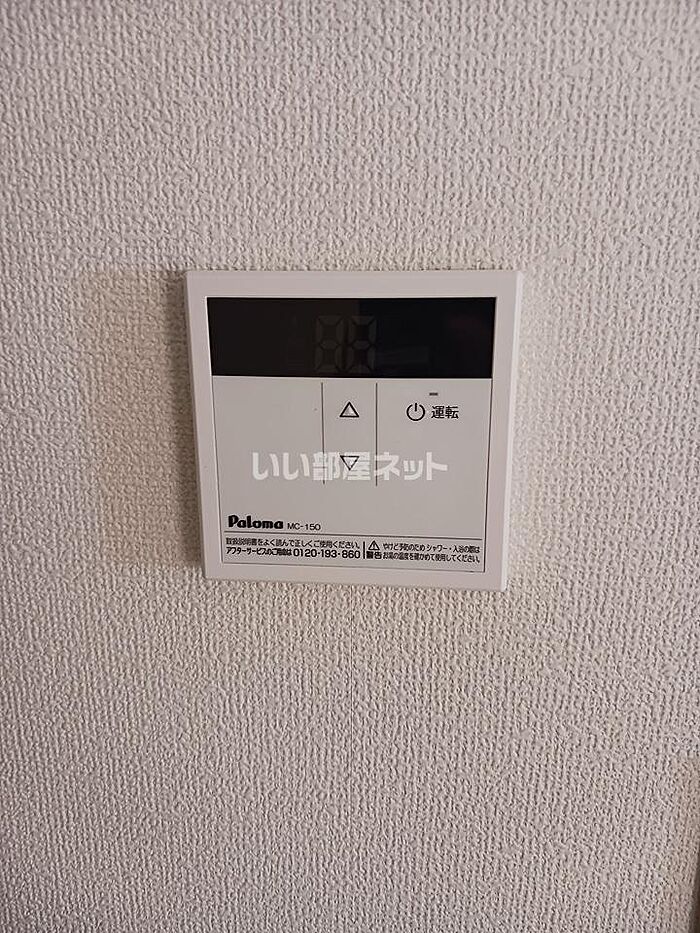 88
△
運転
▽
いい部屋ネット
Paloma MC-150
取扱説明書をよく読んで正しくご使用ください。
アフターサービスのご用命は 0120-193-860
警告 やけど予防のため シャワー・入浴の際は
お湯の温度を確かめて使用してください。